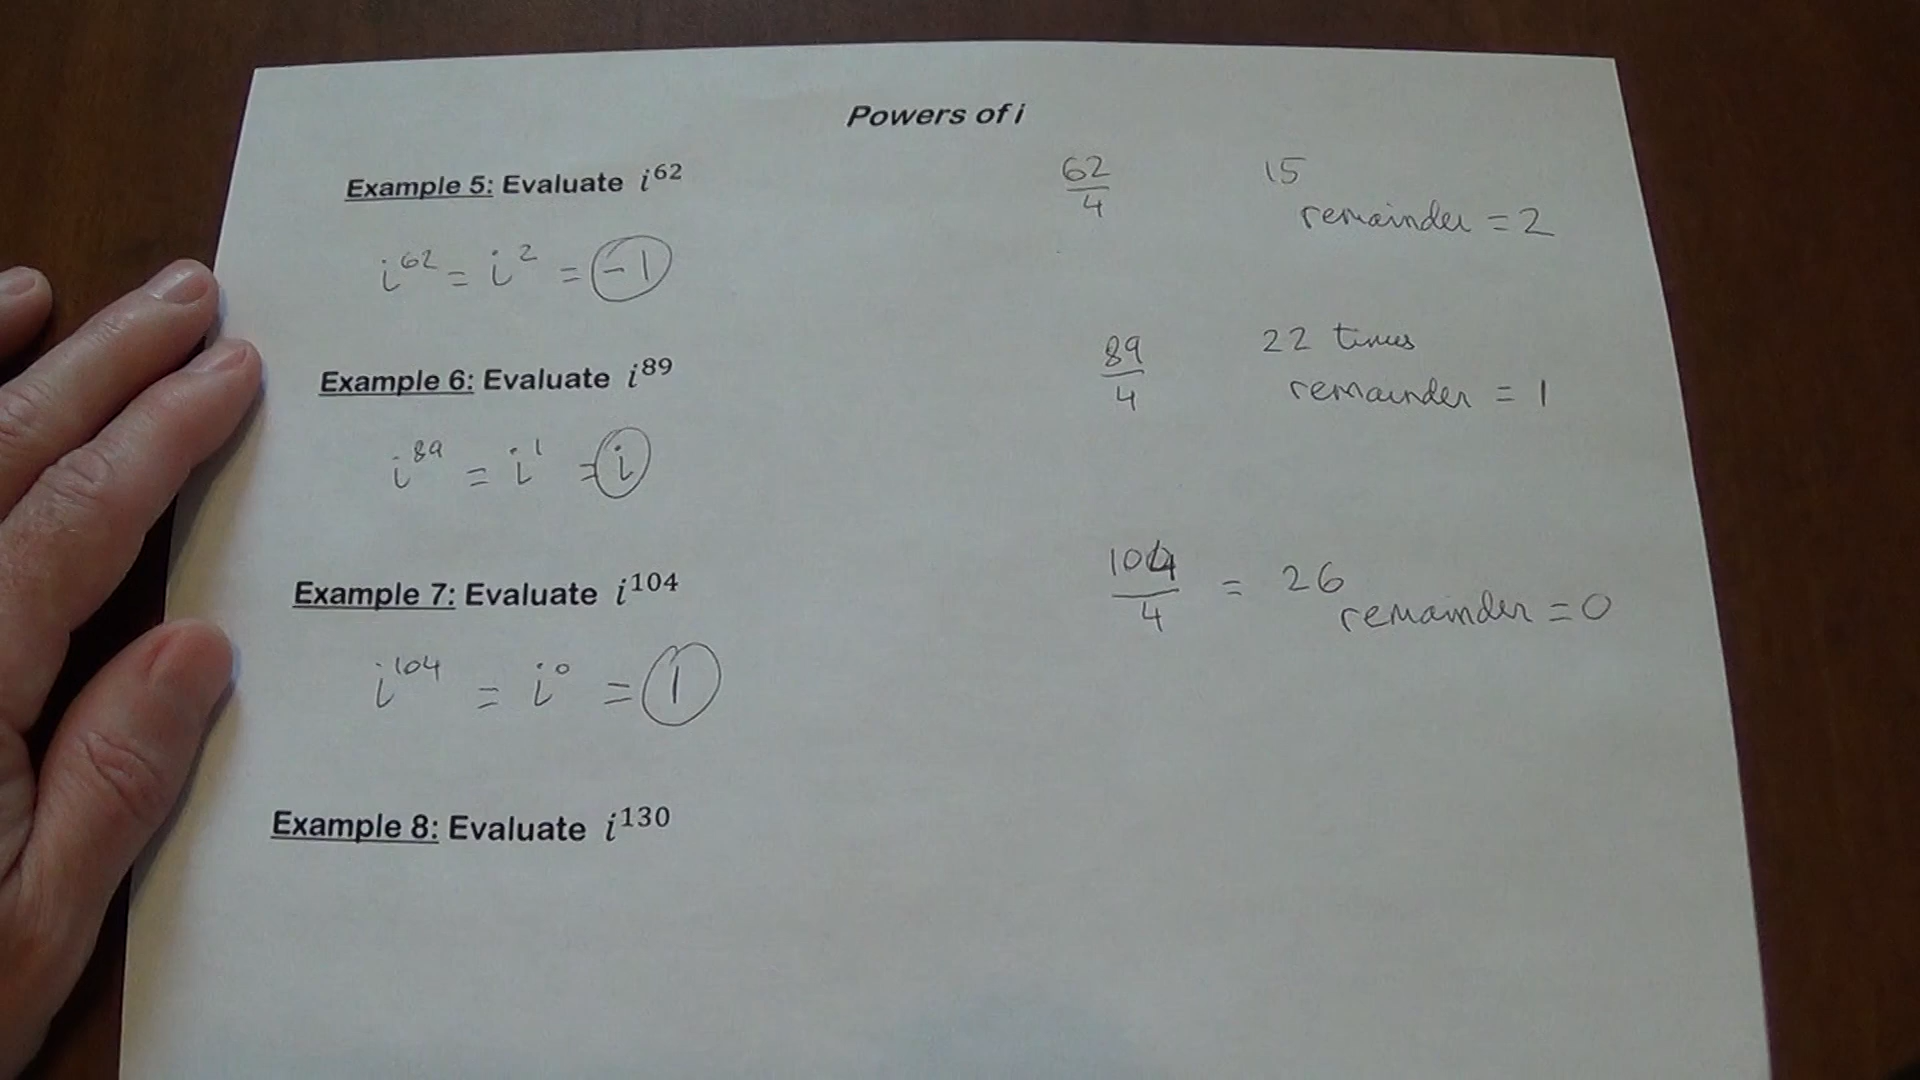 Powers of i
Example 5: Evaluate i^62
62/4 15
remainder = 2
i^62 = i^2 = -1
Example 6: Evaluate i^89
89/4 22 times
remainder = 1
i^89 = i^1 = i
Example 7: Evaluate i^104
104/4 = 26
remainder = 0
i^104 = i^0 = 1
Example 8: Evaluate i^130